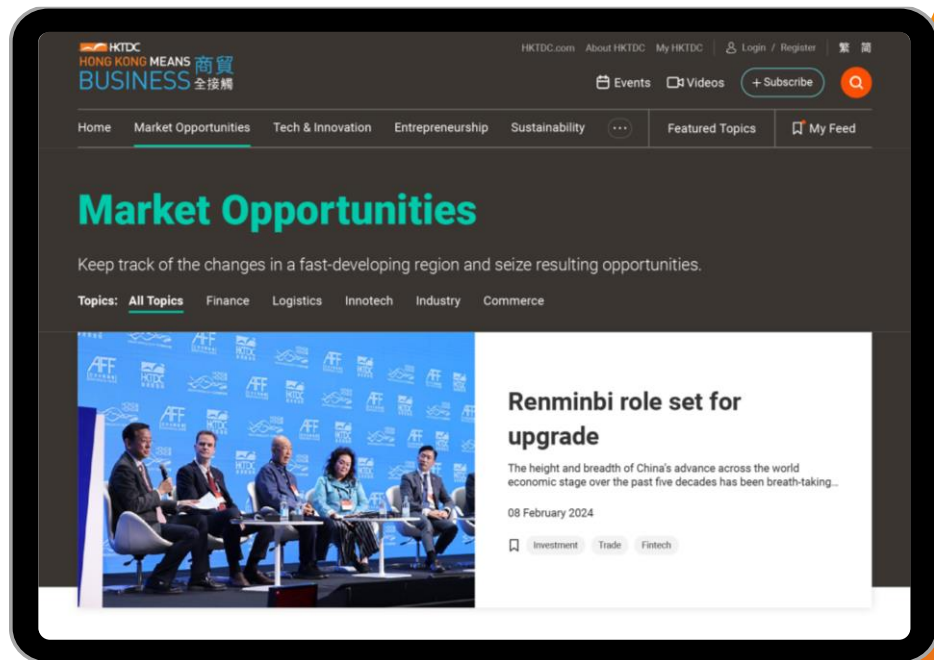 HKTDC
HONG KONG MEANS
BUSINESS
商貿
全接觸
HKTDC.com About HKTDC My HKTDC Login / Register 繁 簡
Events Videos + Subscribe
Home Market Opportunities Tech & Innovation Entrepreneurship Sustainability ... Featured Topics My Feed
Market Opportunities
Keep track of the changes in a fast-developing region and seize resulting opportunities.
Topics: All Topics Finance Logistics Innotech Industry Commerce
AFF
HKTDC
Renminbi role set for
upgrade
The height and breadth of China's advance across the world
economic stage over the past five decades has been breath-taking...
08 February 2024
Investment Trade Fintech